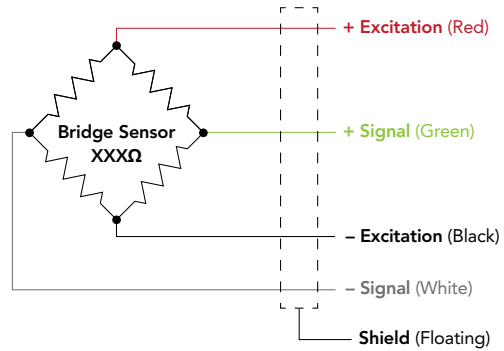 + Excitation (Red)
Bridge Sensor
XXXΩ
+ Signal (Green)
– Excitation (Black)
– Signal (White)
Shield (Floating)